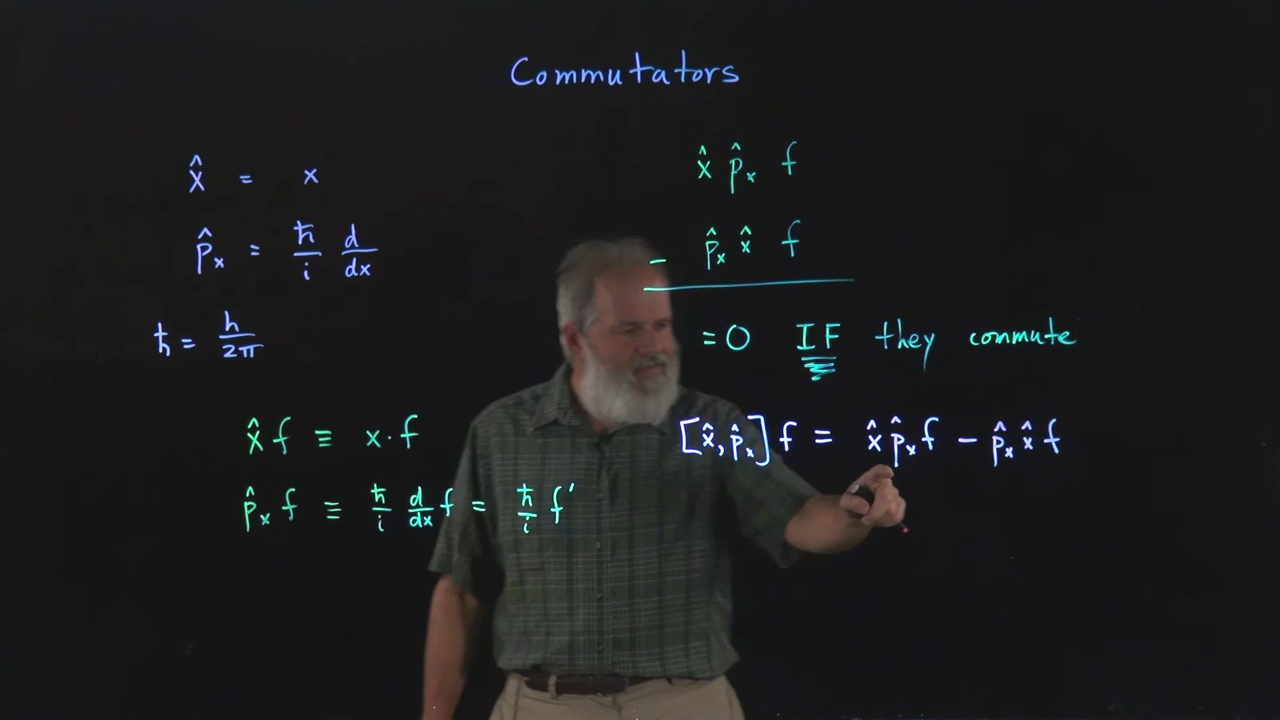 Commutators
x̂ = x
p̂ₓ = ħ/i d/dx
ħ = h/2π
x̂ f ≡ x · f
p̂ₓ f ≡ ħ/i d/dx f = ħ/i f′
x̂ p̂ₓ f
− p̂ₓ x̂ f
= 0 IF they commute
[x̂, p̂ₓ] f = x̂ p̂ₓ f − p̂ₓ x̂ f